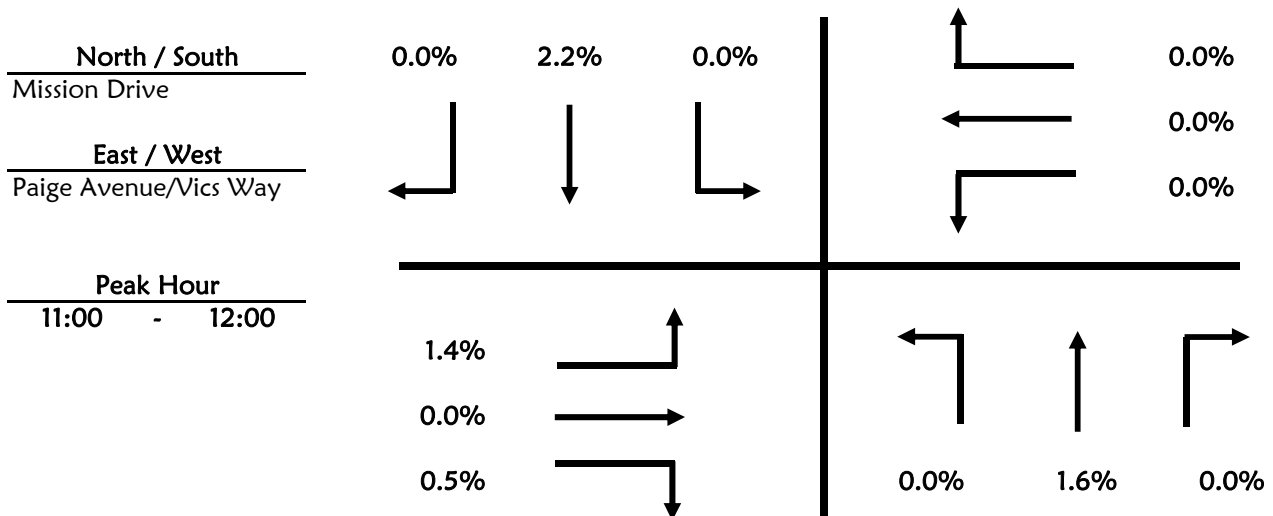 North / South
Mission Drive
East / West
Paige Avenue/Vics Way
Peak Hour
11:00 - 12:00
0.0% 2.2% 0.0%
0.0%
0.0%
0.0%
1.4%
0.0%
0.5%
0.0% 1.6% 0.0%